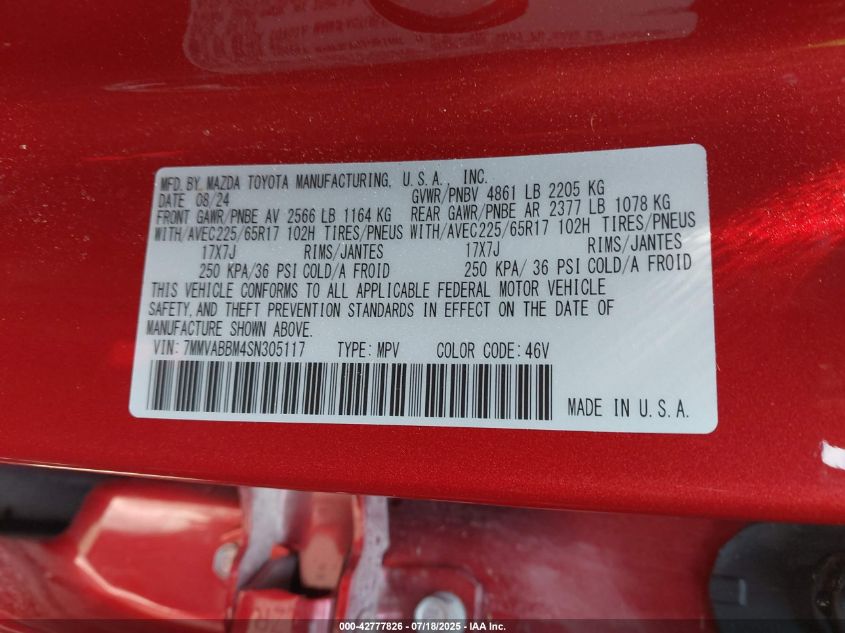 MFD. BY MAZDA TOYOTA MANUFACTURING, U.S.A., INC.
DATE 08/24 GVWR/PNBV 4861 LB 2205 KG
FRONT GAWR/PNBE AV 2566 LB 1164 KG REAR GAWR/PNBE AR 2377 LB 1078 KG
WITH/AVEC225/65R17 102H TIRES/PNEUS WITH/AVEC225/65R17 102H TIRES/PNEUS
17X7J RIMS/JANTES 17X7J RIMS/JANTES
250 KPA/36 PSI COLD/A FROID 250 KPA/ 36 PSI COLD/A FROID
THIS VEHICLE CONFORMS TO ALL APPLICABLE FEDERAL MOTOR VEHICLE
SAFETY, AND THEFT PREVENTION STANDARDS IN EFFECT ON THE DATE OF
MANUFACTURE SHOWN ABOVE.
VIN: 7MMVABBM4SN305117 TYPE: MPV COLOR CODE: 46V
MADE IN U.S.A.
000-42777826 - 07/18/2025 - IAA Inc.